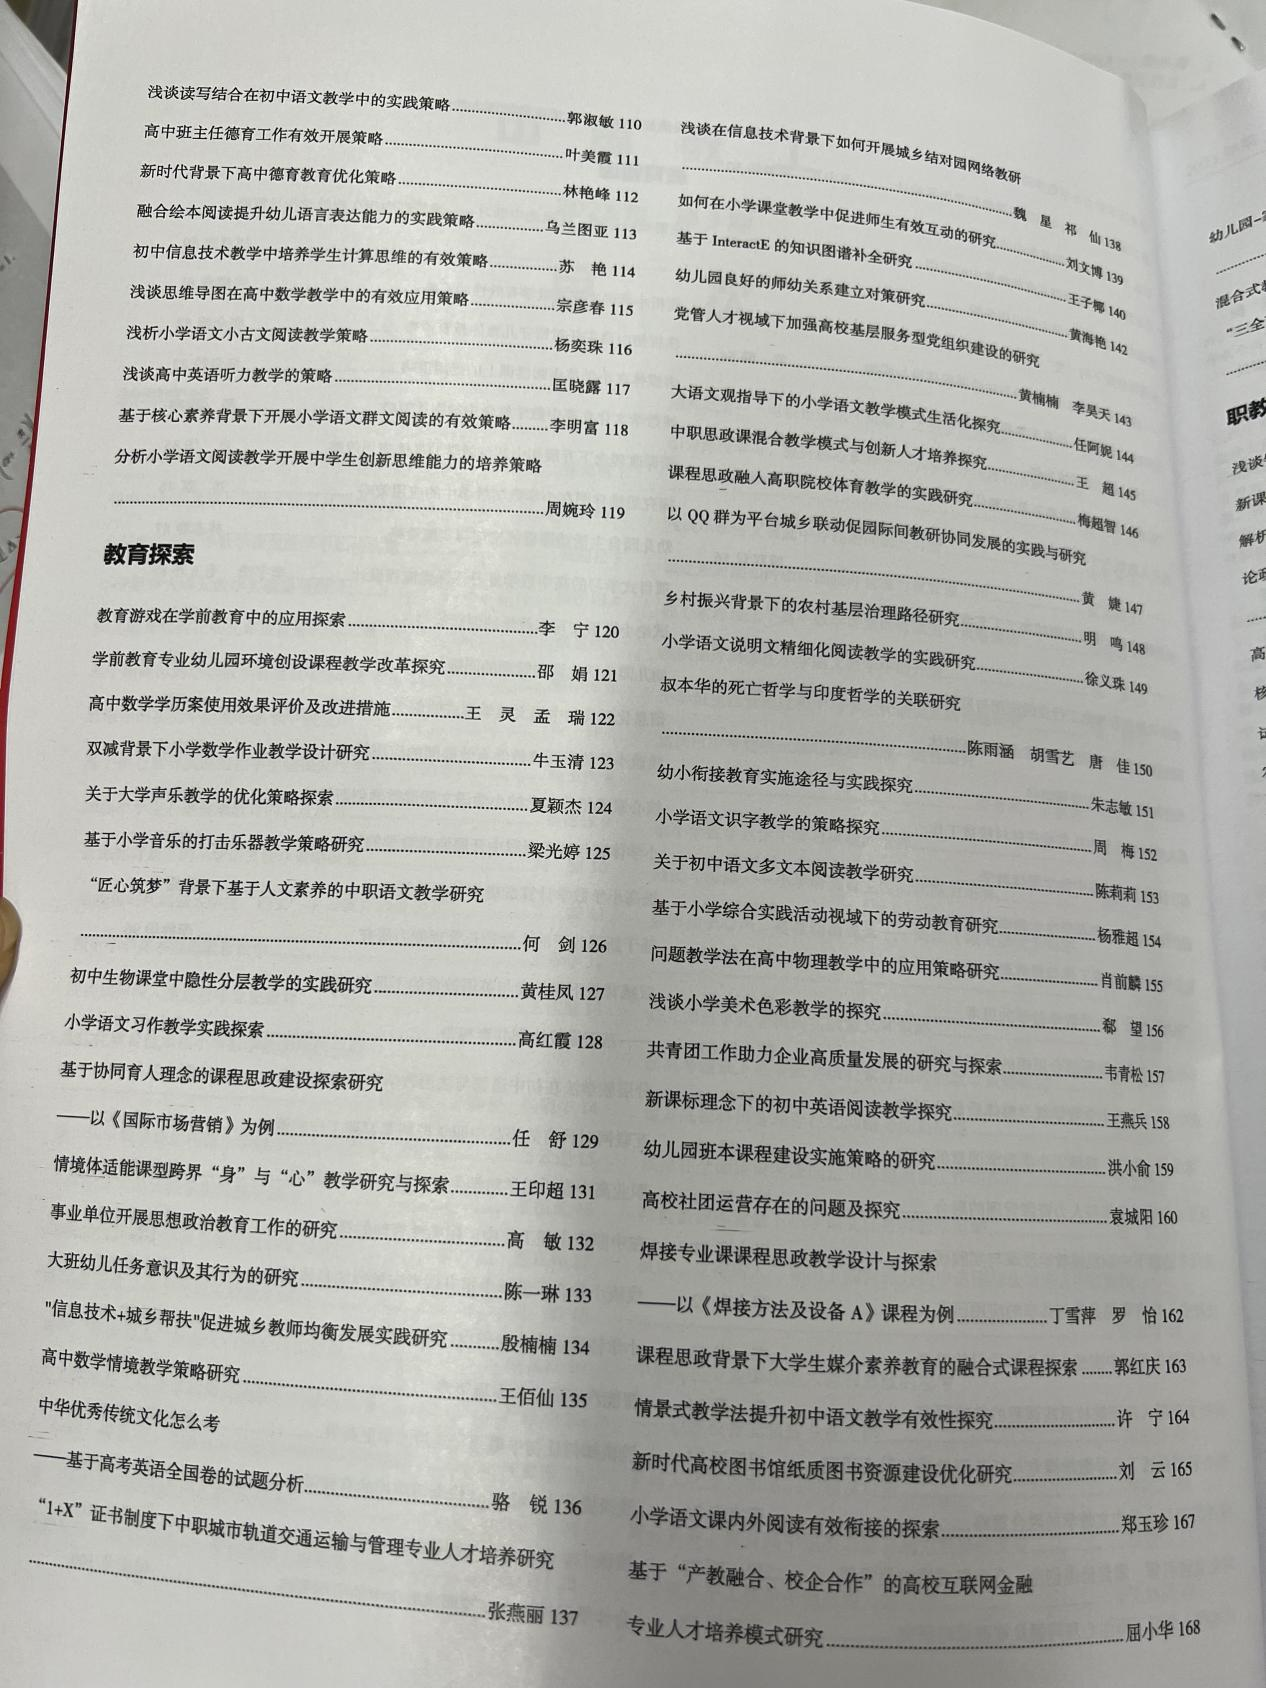 浅谈读写结合在初中语文教学中的实践策略……郭淑敏 110
高中班主任德育工作有效开展策略……叶美霞 111
新时代背景下高中德育教育优化策略……林艳峰 112
融合绘本阅读提升幼儿语言表达能力的实践策略……乌兰图亚 113
初中信息技术教学中培养学生计算思维的有效策略……苏　艳 114
浅谈思维导图在高中数学教学中的有效应用策略……宗彦春 115
浅析小学语文小古文阅读教学策略……杨奕珠 116
浅谈高中英语听力教学的策略……匡晓露 117
基于核心素养背景下开展小学语文群文阅读的有效策略……李明富 118
分析小学语文阅读教学开展中学生创新思维能力的培养策略
……周婉玲 119
教育探索
教育游戏在学前教育中的应用探索……李　宁 120
学前教育专业幼儿园环境创设课程教学改革探究……邵　娟 121
高中数学学历案使用效果评价及改进措施……王　灵　孟　瑞 122
双减背景下小学数学作业教学设计研究……牛玉清 123
关于大学声乐教学的优化策略探索……夏颖杰 124
基于小学音乐的打击乐器教学策略研究……梁光婷 125
“匠心筑梦”背景下基于人文素养的中职语文教学研究
……何　剑 126
初中生物课堂中隐性分层教学的实践研究……黄桂凤 127
小学语文习作教学实践探索……高红霞 128
基于协同育人理念的课程思政建设探索研究
——以《国际市场营销》为例……任　舒 129
情境体适能课型跨界“身”与“心”教学研究与探索……王印超 131
事业单位开展思想政治教育工作的研究……高　敏 132
大班幼儿任务意识及其行为的研究……陈一琳 133
"信息技术+城乡帮扶"促进城乡教师均衡发展实践研究……殷楠楠 134
高中数学情境教学策略研究……王佰仙 135
中华优秀传统文化怎么考
——基于高考英语全国卷的试题分析……骆　锐 136
“1+X”证书制度下中职城市轨道交通运输与管理专业人才培养研究
……张燕丽 137
浅谈在信息技术背景下如何开展城乡结对园网络教研
……魏　星　祁　仙 138
如何在小学课堂教学中促进师生有效互动的研究……刘文博 139
基于 InteractE 的知识图谱补全研究……王子椰 140
幼儿园良好的师幼关系建立对策研究……黄海艳 142
党管人才视域下加强高校基层服务型党组织建设的研究
……黄楠楠　李昊天 143
大语文观指导下的小学语文教学模式生活化探究……任阿妮 144
中职思政课混合教学模式与创新人才培养探究……王　超 145
课程思政融人高职院校体育教学的实践研究……梅超智 146
以 QQ 群为平台城乡联动促园际间教研协同发展的实践与研究
……黄　婕 147
乡村振兴背景下的农村基层治理路径研究……明　鸣 148
小学语文说明文精细化阅读教学的实践研究……徐义珠 149
叔本华的死亡哲学与印度哲学的关联研究
……陈雨涵　胡雪艺　唐　佳 150
幼小衔接教育实施途径与实践探究……朱志敏 151
小学语文识字教学的策略探究……周　梅 152
关于初中语文多文本阅读教学研究……陈莉莉 153
基于小学综合实践活动视域下的劳动教育研究……杨雅超 154
问题教学法在高中物理教学中的应用策略研究……肖前麟 155
浅谈小学美术色彩教学的探究……郗　望 156
共青团工作助力企业高质量发展的研究与探索……韦青松 157
新课标理念下的初中英语阅读教学探究……王燕兵 158
幼儿园班本课程建设实施策略的研究……洪小俞 159
高校社团运营存在的问题及探究……袁城阳 160
焊接专业课课程思政教学设计与探索
——以《焊接方法及设备 A》课程为例……丁雪萍　罗　怡 162
课程思政背景下大学生媒介素养教育的融合式课程探索……郭红庆 163
情景式教学法提升初中语文教学有效性探究……许　宁 164
新时代高校图书馆纸质图书资源建设优化研究……刘　云 165
小学语文课内外阅读有效衔接的探索……郑玉珍 167
基于“产教融合、校企合作”的高校互联网金融
专业人才培养模式研究……屈小华 168
幼儿园-
混合式教
“三全
职教
浅谈
新课
解析
论
高
核